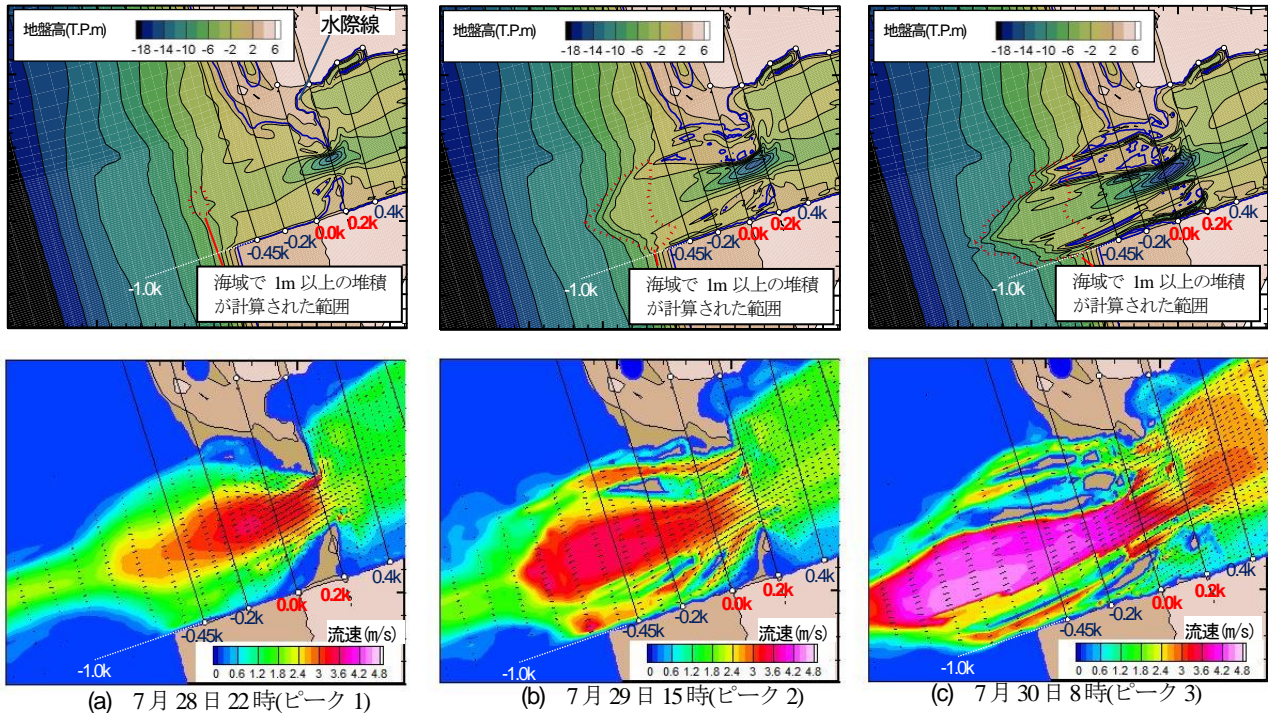 地盤高(T.P.m)
-18 -14 -10 -6 -2 2 6
水際線
0.4k
0.2k
0.0k
-0.2k
-0.45k
-1.0k
海域で 1m 以上の堆積
が計算された範囲
地盤高(T.P.m)
-18 -14 -10 -6 -2 2 6
0.4k
0.2k
0.0k
-0.2k
-0.45k
-1.0k
海域で 1m 以上の堆積
が計算された範囲
地盤高(T.P.m)
-18 -14 -10 -6 -2 2 6
0.4k
0.2k
0.0k
-0.2k
-0.45k
-1.0k
海域で 1m 以上の堆積
が計算された範囲
0.4k
0.2k
0.0k
-0.2k
-0.45k
-1.0k
流速(m/s)
0 0.6 1.2 1.8 2.4 3 3.6 4.2 4.8
(a) 7月 28日 22時(ピーク 1)
0.4k
0.2k
0.0k
-0.2k
-0.45k
-1.0k
流速(m/s)
0 0.6 1.2 1.8 2.4 3 3.6 4.2 4.8
(b) 7月 29日 15時(ピーク 2)
0.4k
0.2k
0.0k
-0.2k
-0.45k
-1.0k
流速(m/s)
0 0.6 1.2 1.8 2.4 3 3.6 4.2 4.8
(c) 7月 30日 8時(ピーク 3)